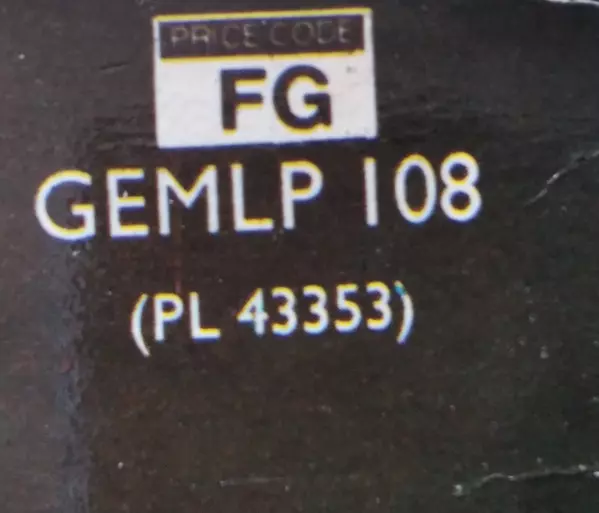 PRICE CODE
FG
GEMLP 108
(PL 43353)